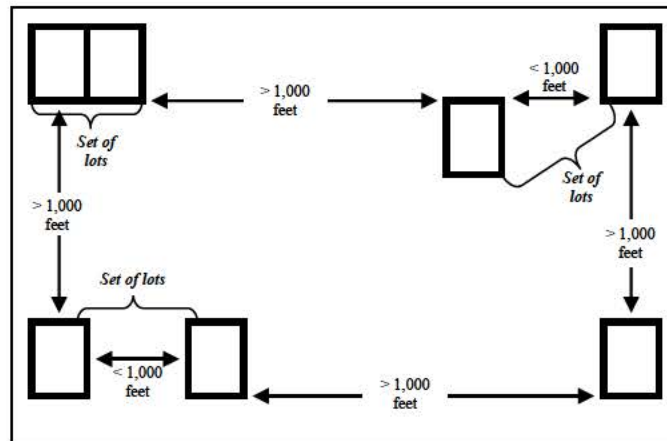 < 1,000
feet
> 1,000
feet
Set of
lots
Set of
lots
> 1,000
feet
> 1,000
feet
Set of lots
< 1,000
feet
> 1,000
feet